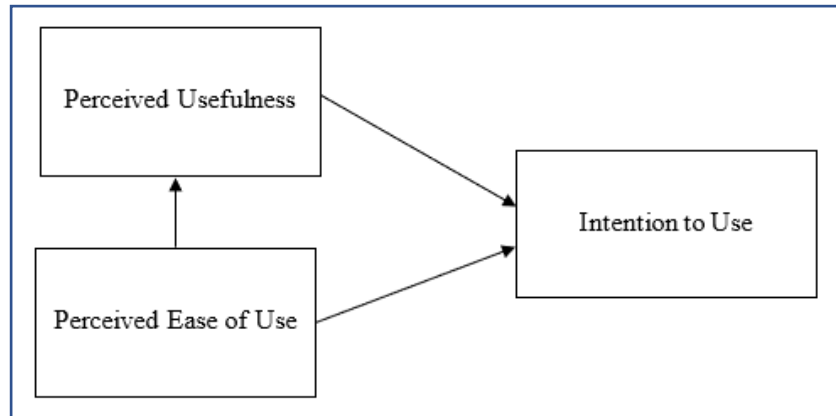 Perceived Usefulness
Intention to Use
Perceived Ease of Use